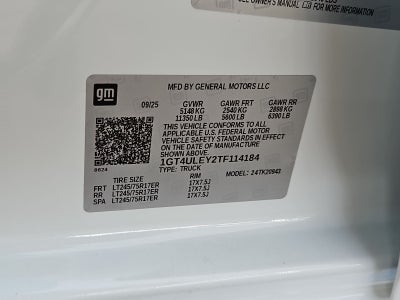 SEE OWNER'S MANUAL
FOR MORE INFORMATION
gm
MFD BY GENERAL MOTORS LLC
09/25 GVWR GAWR FRT GAWR RR
5148 KG 2540 KG 2898 KG
11350 LB 5600 LB 6390 LB
THIS VEHICLE CONFORMS TO ALL
APPLICABLE U.S. FEDERAL MOTOR
VEHICLE SAFETY STANDARDS IN EFFECT
ON THE DATE OF MANUFACTURE
SHOWN ABOVE.
1GT4ULEY2TF114184
0624 TYPE: TRUCK
TIRE SIZE RIM
FRT LT245/75R17ER 17X7.5J
RR LT245/75R17ER 17X7.5J
SPA LT245/75R17ER 17X7.5J
MODEL: 24TK20943